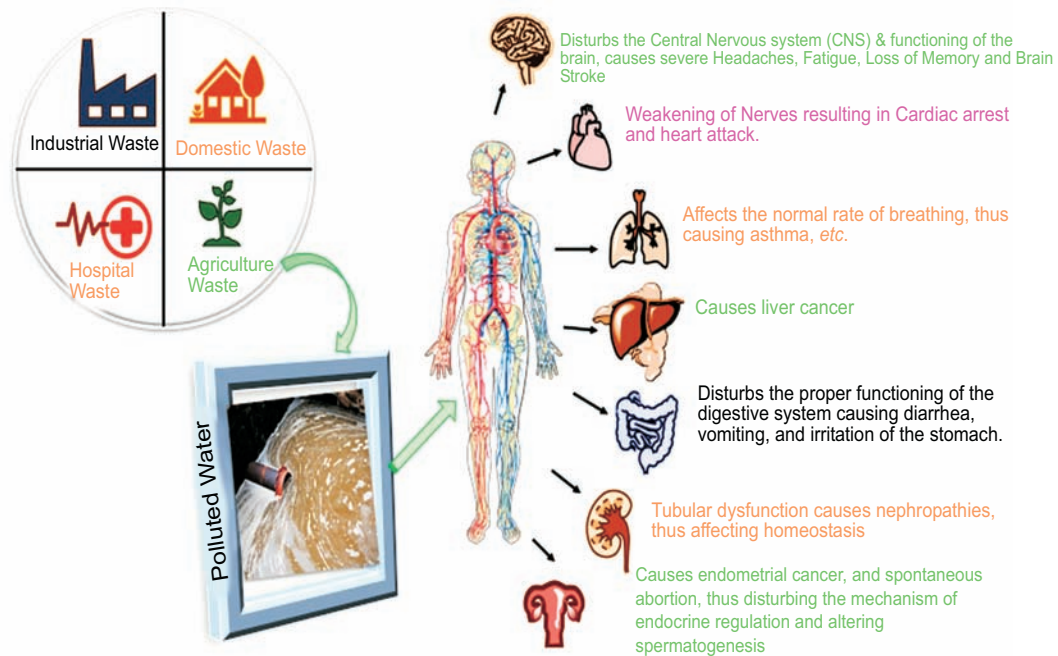 Industrial Waste
Domestic Waste
Hospital
Waste
Agriculture
Waste
Polluted Water
Disturbs the Central Nervous system (CNS) & functioning of the
brain, causes severe Headaches, Fatigue, Loss of Memory and Brain
Stroke
Weakening of Nerves resulting in Cardiac arrest
and heart attack.
Affects the normal rate of breathing, thus
causing asthma, etc.
Causes liver cancer
Disturbs the proper functioning of the
digestive system causing diarrhea,
vomiting, and irritation of the stomach.
Tubular dysfunction causes nephropathies,
thus affecting homeostasis
Causes endometrial cancer, and spontaneous
abortion, thus disturbing the mechanism of
endocrine regulation and altering
spermatogenesis